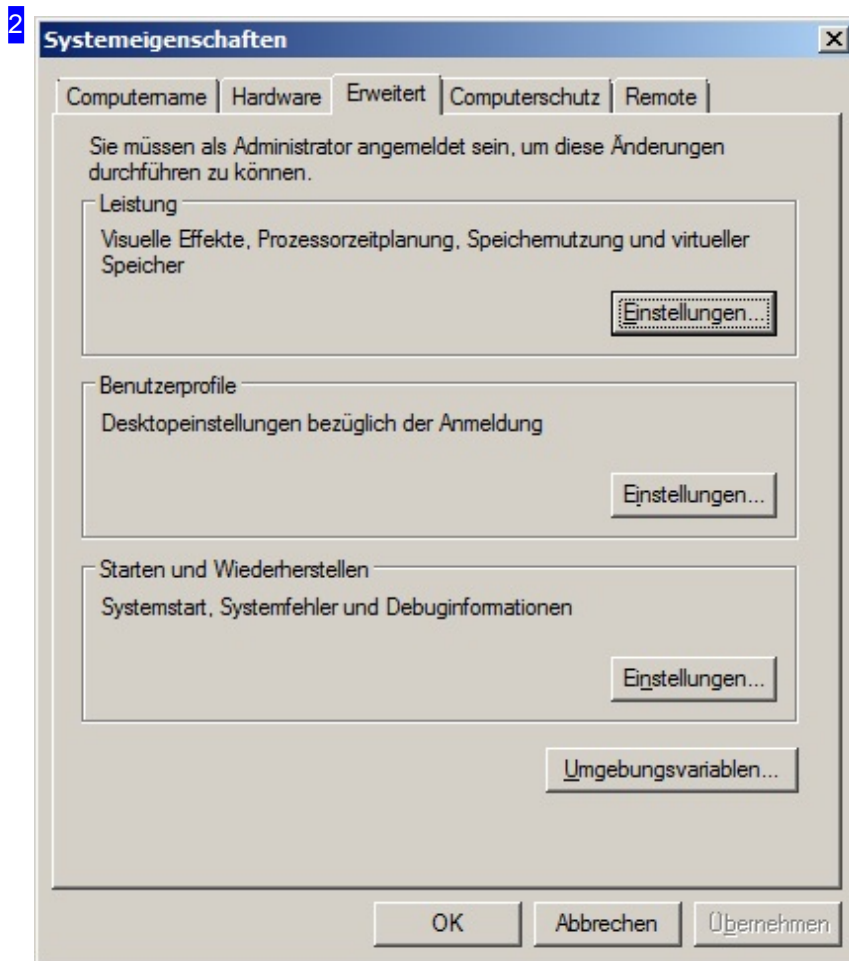 2
Systemeigenschaften
Computername Hardware Erweitert Computerschutz Remote
Sie müssen als Administrator angemeldet sein, um diese Änderungen
durchführen zu können.
Leistung
Visuelle Effekte, Prozessorzeitplanung, Speichernutzung und virtueller
Speicher
Einstellungen...
Benutzerprofile
Desktopeinstellungen bezüglich der Anmeldung
Einstellungen...
Starten und Wiederherstellen
Systemstart, Systemfehler und Debuginformationen
Einstellungen...
Umgebungsvariablen...
OK Abbrechen Übernehmen